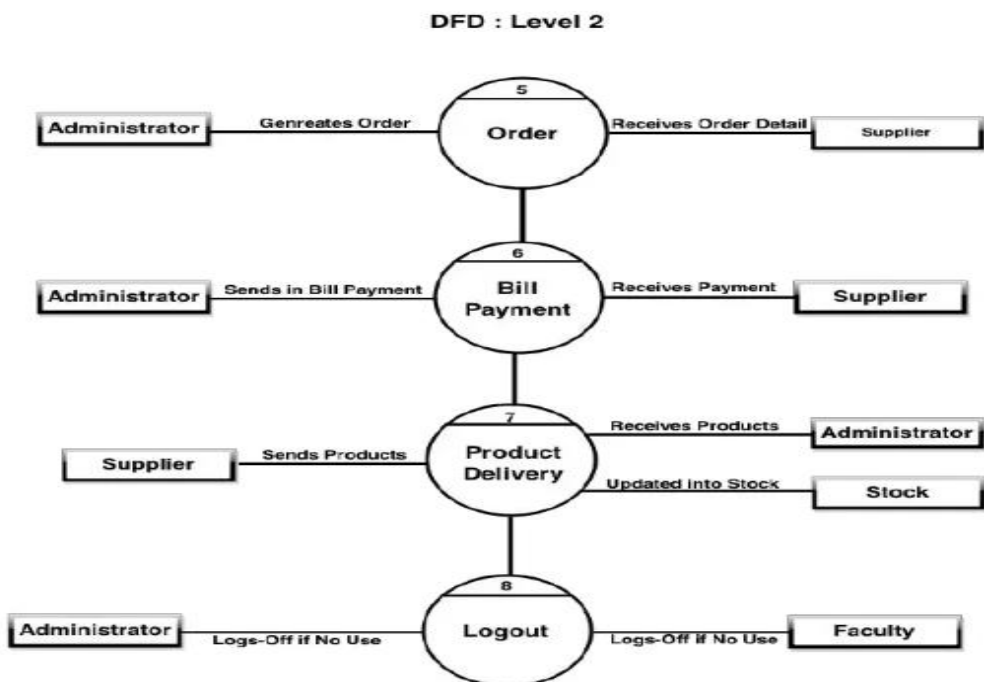 DFD : Level 2
5
Administrator
Genreates Order
Order
Receives Order Detail
Supplier
6
Administrator
Sends in Bill Payment
Bill
Payment
Receives Payment
Supplier
7
Supplier
Sends Products
Product
Delivery
Receives Products
Administrator
Updated into Stock
Stock
8
Administrator
Logs-Off if No Use
Logout
Logs-Off if No Use
Faculty